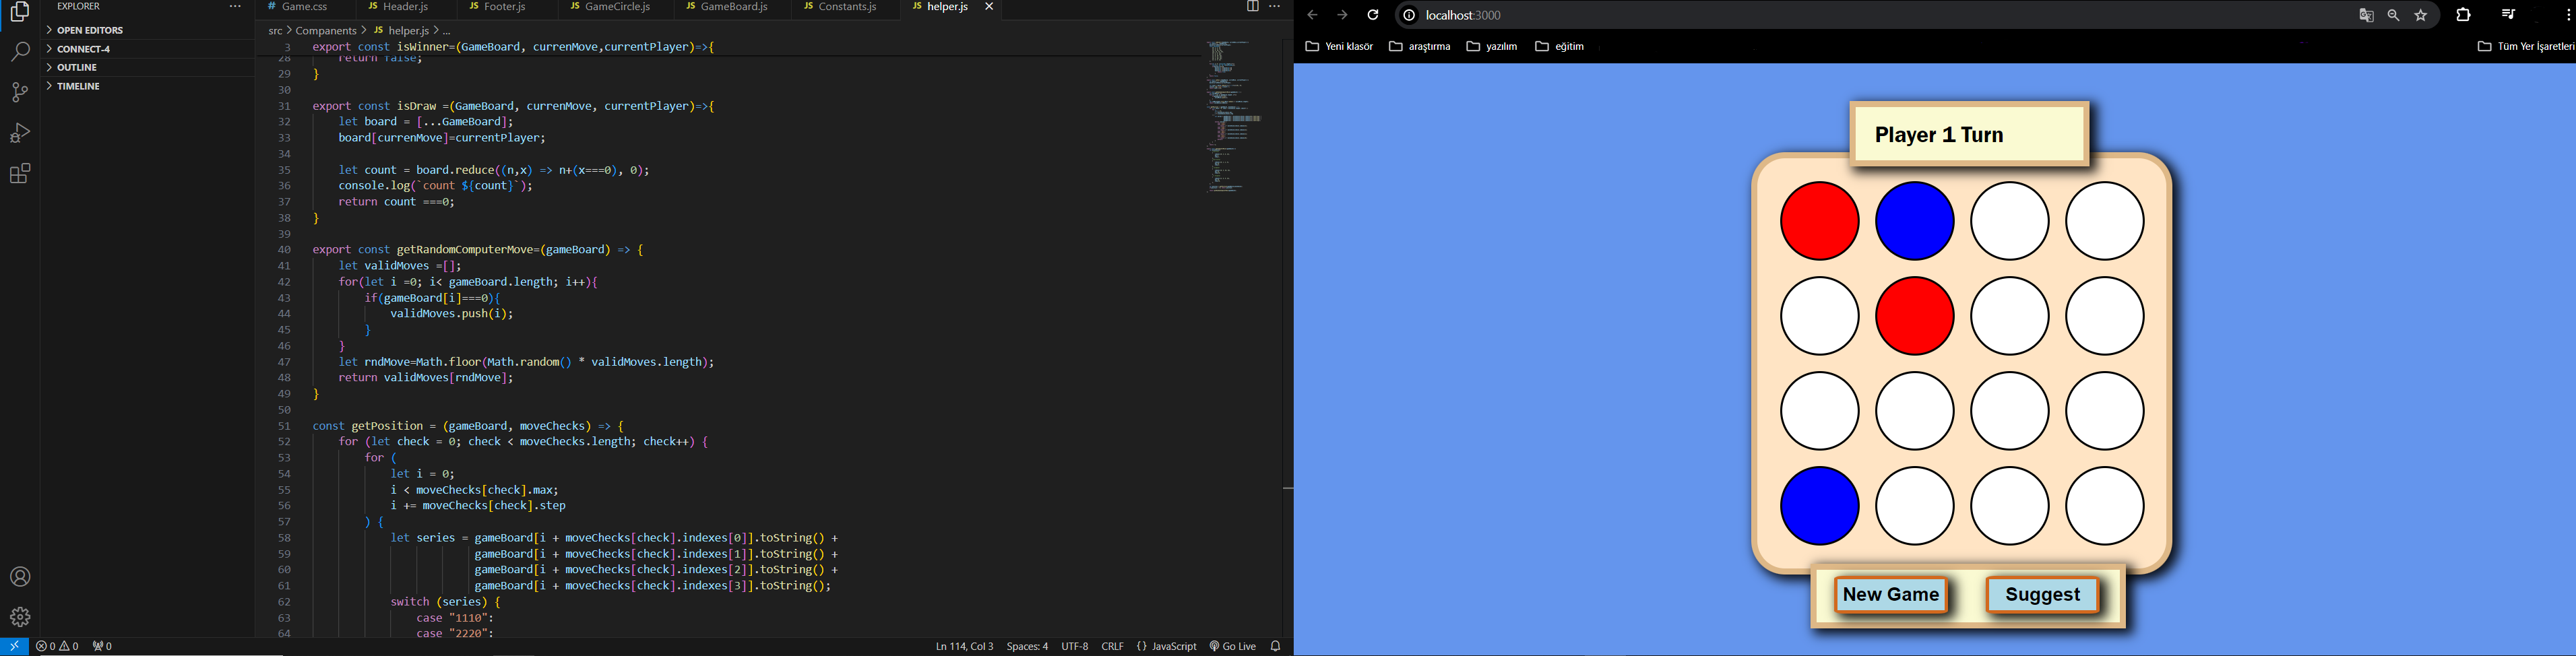 EXPLORER
OPEN EDITORS
CONNECT-4
OUTLINE
TIMELINE
# Game.css JS Header.js JS Footer.js JS GameCircle.js JS GameBoard.js JS Constants.js JS helper.js
src > Companents > JS helper.js > ...
3 export const isWinner=(GameBoard, currenMove,currentPlayer)=>{
28 return false;
29 }
30
31 export const isDraw =(GameBoard, currenMove, currentPlayer)=>{
32 let board = [...GameBoard];
33 board[currenMove]=currentPlayer;
34
35 let count = board.reduce((n,x) => n+(x===0), 0);
36 console.log(`count ${count}`);
37 return count ===0;
38 }
39
40 export const getRandomComputerMove=(gameBoard) => {
41 let validMoves =[];
42 for(let i =0; i< gameBoard.length; i++){
43 if(gameBoard[i]===0){
44 validMoves.push(i);
45 }
46 }
47 let rndMove=Math.floor(Math.random() * validMoves.length);
48 return validMoves[rndMove];
49 }
50
51 const getPosition = (gameBoard, moveChecks) => {
52 for (let check = 0; check < moveChecks.length; check++) {
53 for (
54 let i = 0;
55 i < moveChecks[check].max;
56 i += moveChecks[check].step
57 ) {
58 let series = gameBoard[i + moveChecks[check].indexes[0]].toString() +
59 gameBoard[i + moveChecks[check].indexes[1]].toString() +
60 gameBoard[i + moveChecks[check].indexes[2]].toString() +
61 gameBoard[i + moveChecks[check].indexes[3]].toString();
62 switch (series) {
63 case "1110":
64 case "2220":
0 0 0 Ln 114, Col 3 Spaces: 4 UTF-8 CRLF {} JavaScript Go Live
localhost:3000
Yeni klasör araştırma yazılım eğitim Tüm Yer İşaretleri
Player 1 Turn
New Game Suggest